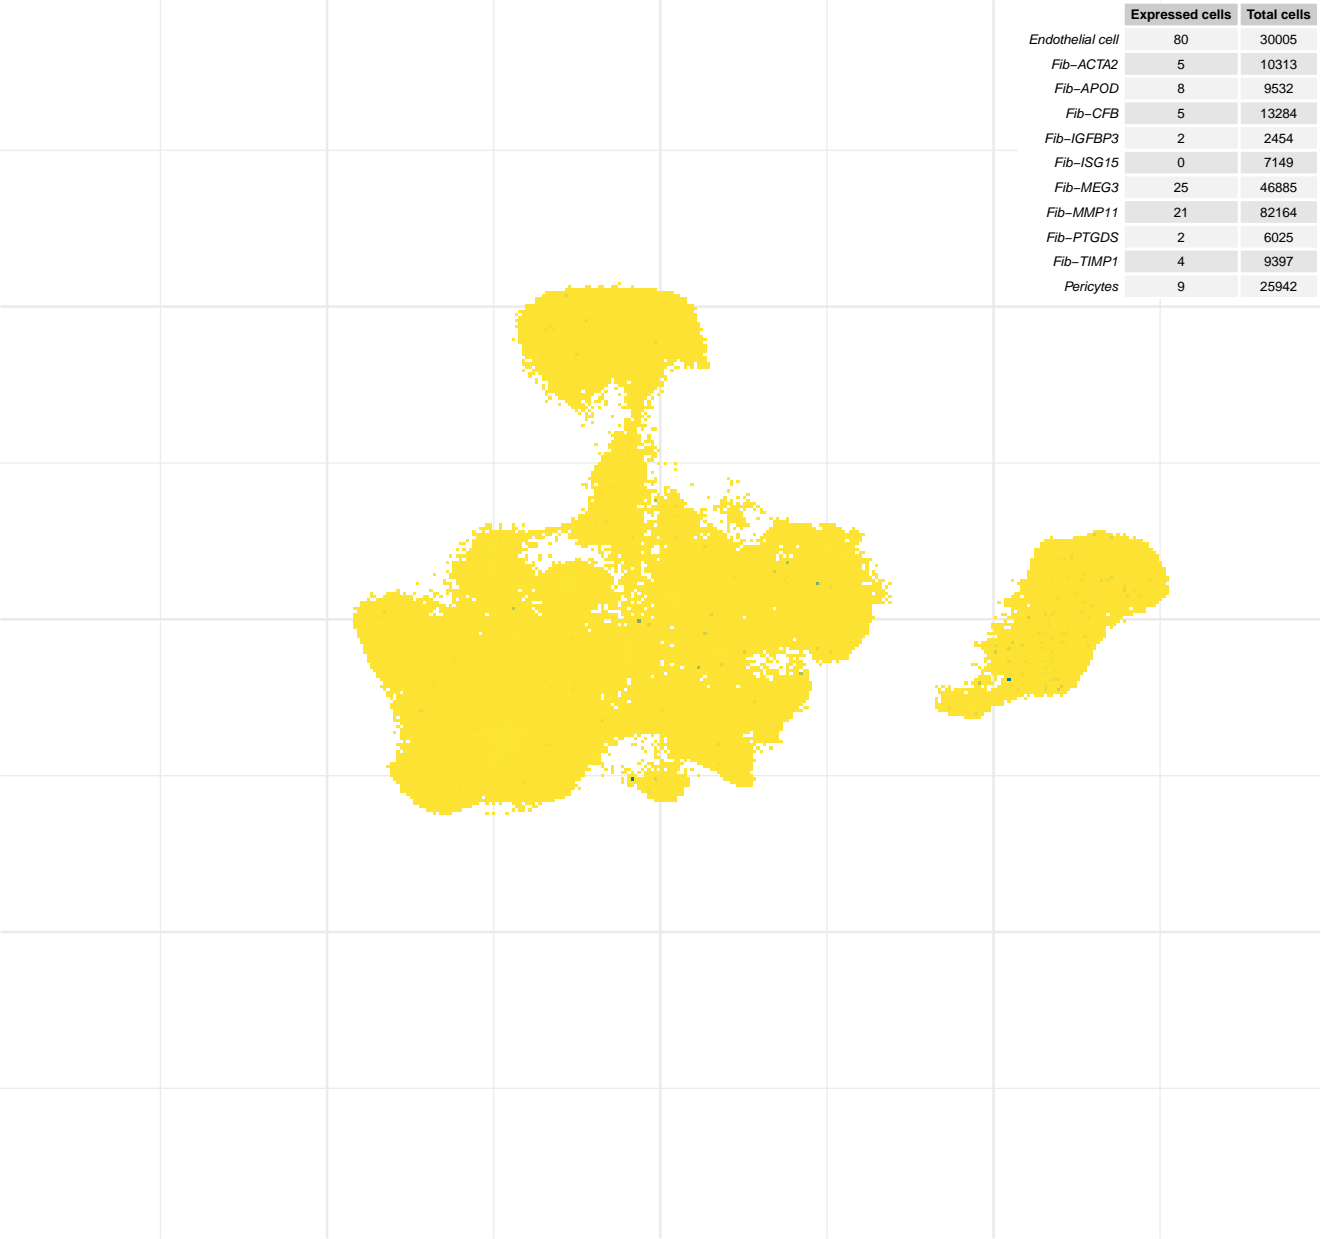 Expressed cells Total cells
Endothelial cell 80 30005
Fib−ACTA2 5 10313
Fib−APOD 8 9532
Fib−CFB 5 13284
Fib−IGFBP3 2 2454
Fib−ISG15 0 7149
Fib−MEG3 25 46885
Fib−MMP11 21 82164
Fib−PTGDS 2 6025
Fib−TIMP1 4 9397
Pericytes 9 25942